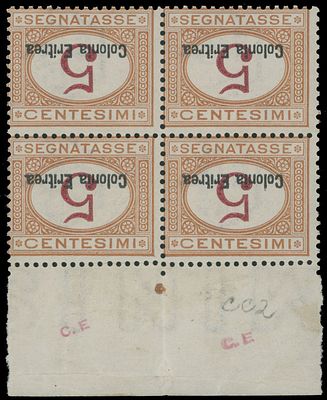 SEGNATASSE SEGNATASSE
Colonia Eritrea Colonia Eritrea
5 5
CENTESIMI CENTESIMI
SEGNATASSE SEGNATASSE
Colonia Eritrea Colonia Eritrea
5 5
CENTESIMI CENTESIMI
CC2
C.E C.E